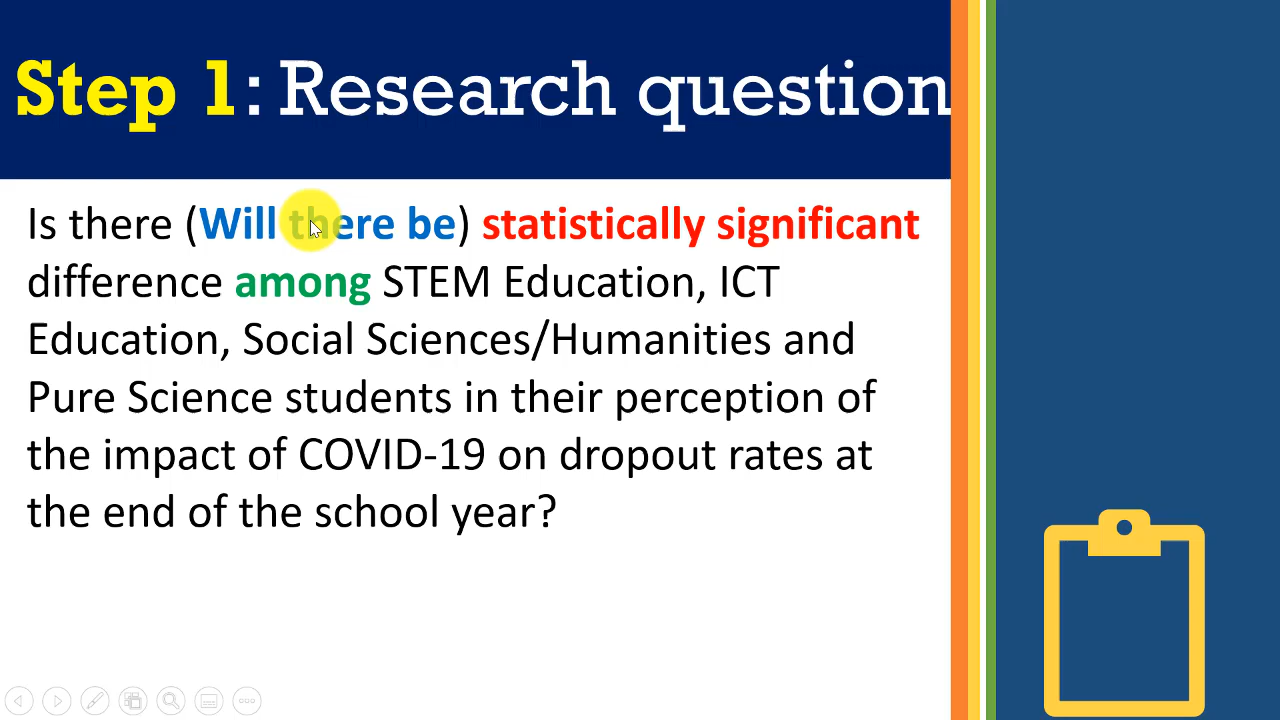 Step 1: Research question
Is there (Will there be) statistically significant
difference among STEM Education, ICT
Education, Social Sciences/Humanities and
Pure Science students in their perception of
the impact of COVID-19 on dropout rates at
the end of the school year?